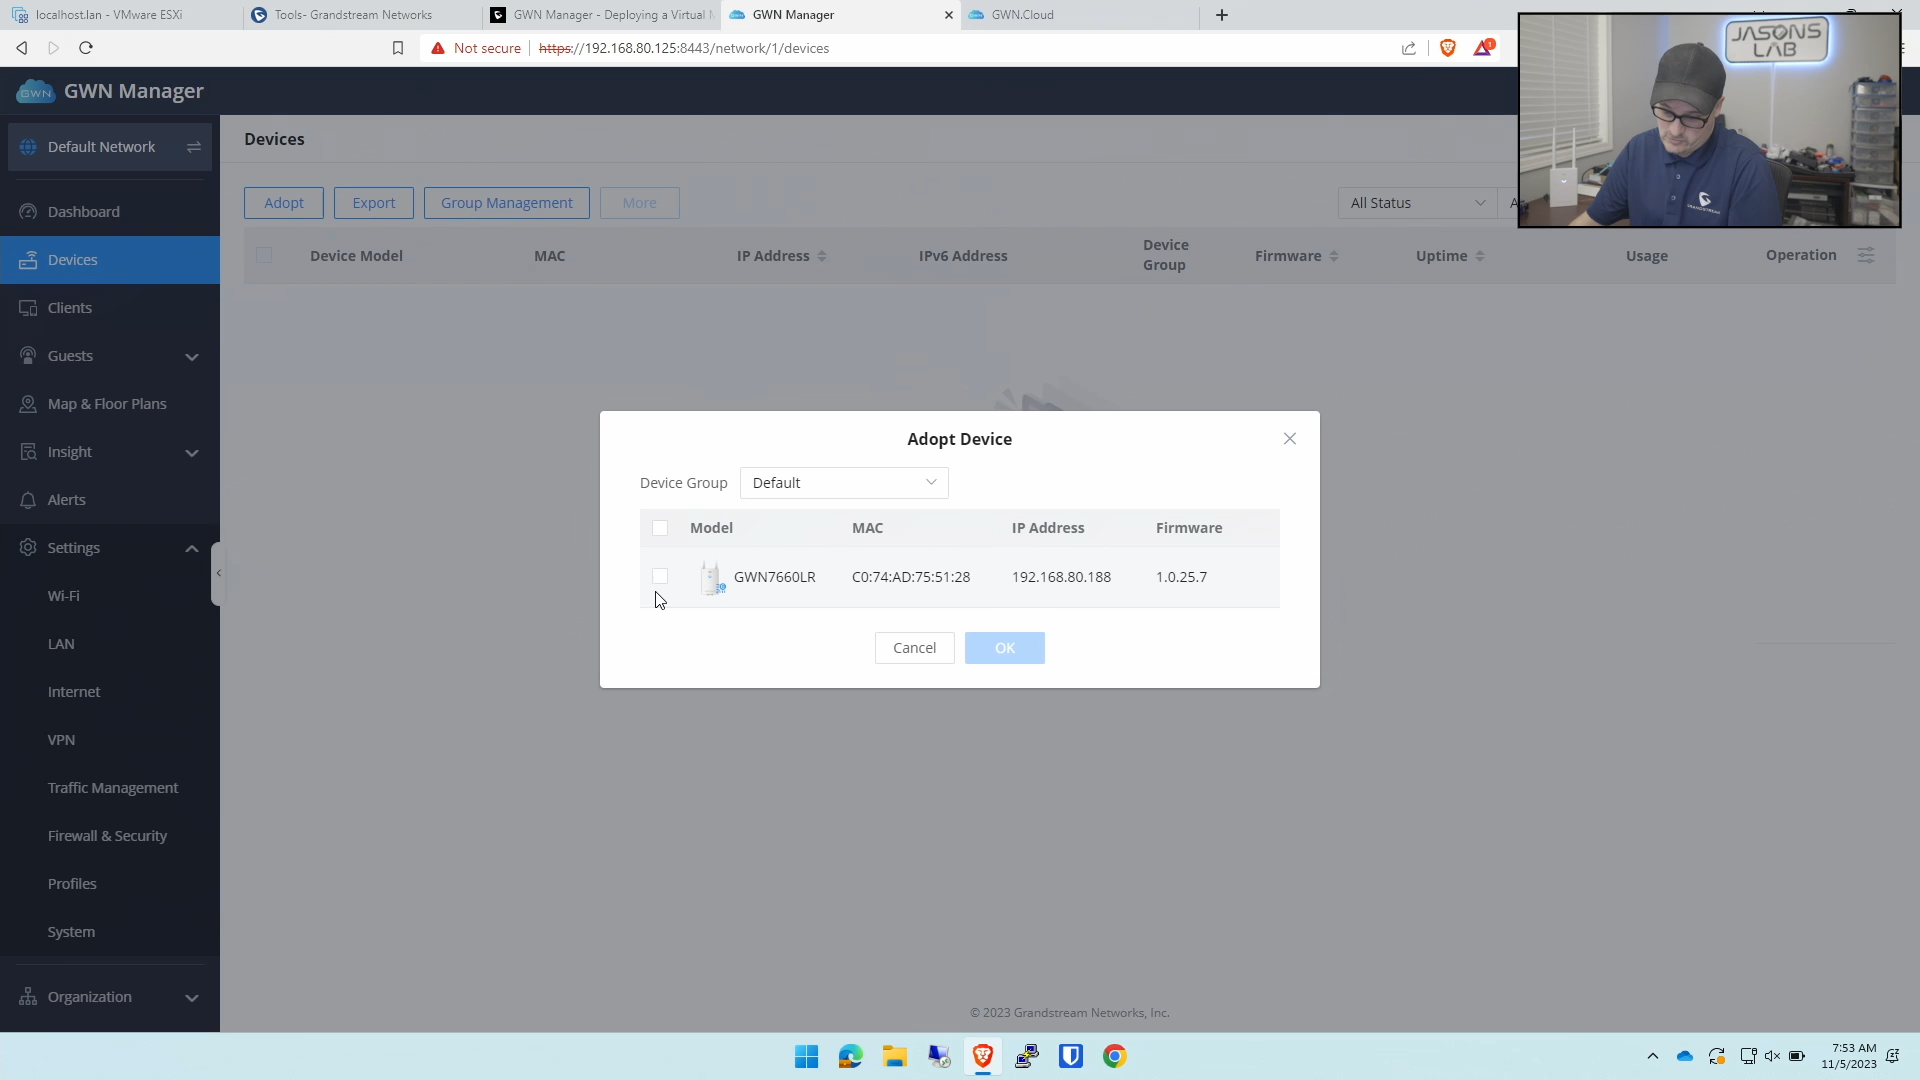 localhost.lan - VMware ESXi
Tools- Grandstream Networks
GWN Manager - Deploying a Virtual
GWN Manager
GWN.Cloud
Not secure
https://192.168.80.125:8443/network/1/devices
1
JASONS
LAB
GWN
GWN Manager
Default Network
Devices
Adopt
Export
Group Management
More
All Status
Dashboard
Devices
Clients
Guests
Map & Floor Plans
Insight
Alerts
Settings
Wi-Fi
LAN
Internet
VPN
Traffic Management
Firewall & Security
Profiles
System
Organization
Device Model
MAC
IP Address
IPv6 Address
Device
Group
Firmware
Uptime
Usage
Operation
GRANDSTREAM
Adopt Device
Device Group
Default
Model
MAC
IP Address
Firmware
GWN7660LR
C0:74:AD:75:51:28
192.168.80.188
1.0.25.7
Cancel
OK
© 2023 Grandstream Networks, Inc.
7:53 AM
11/5/2023